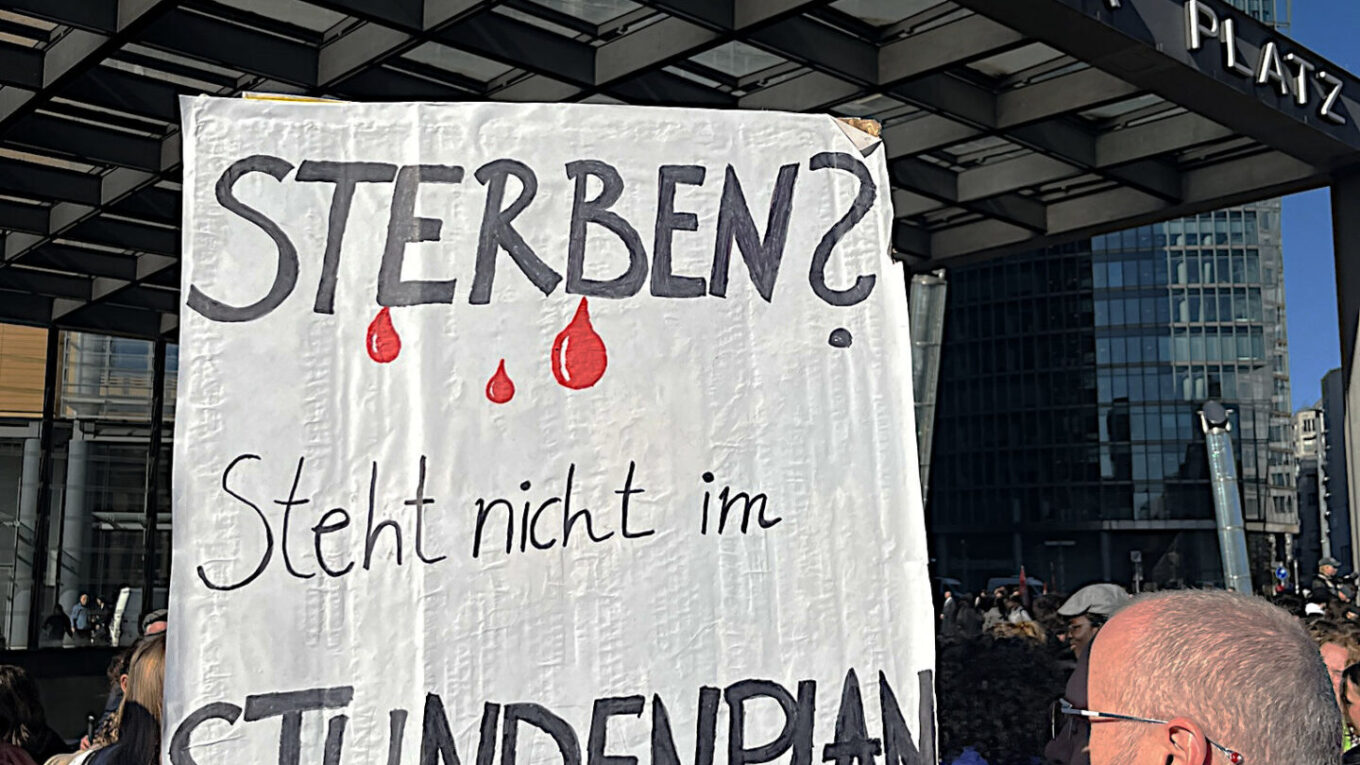 PLATZ
STERBEN?
Steht nicht im
STUNDENPLAN